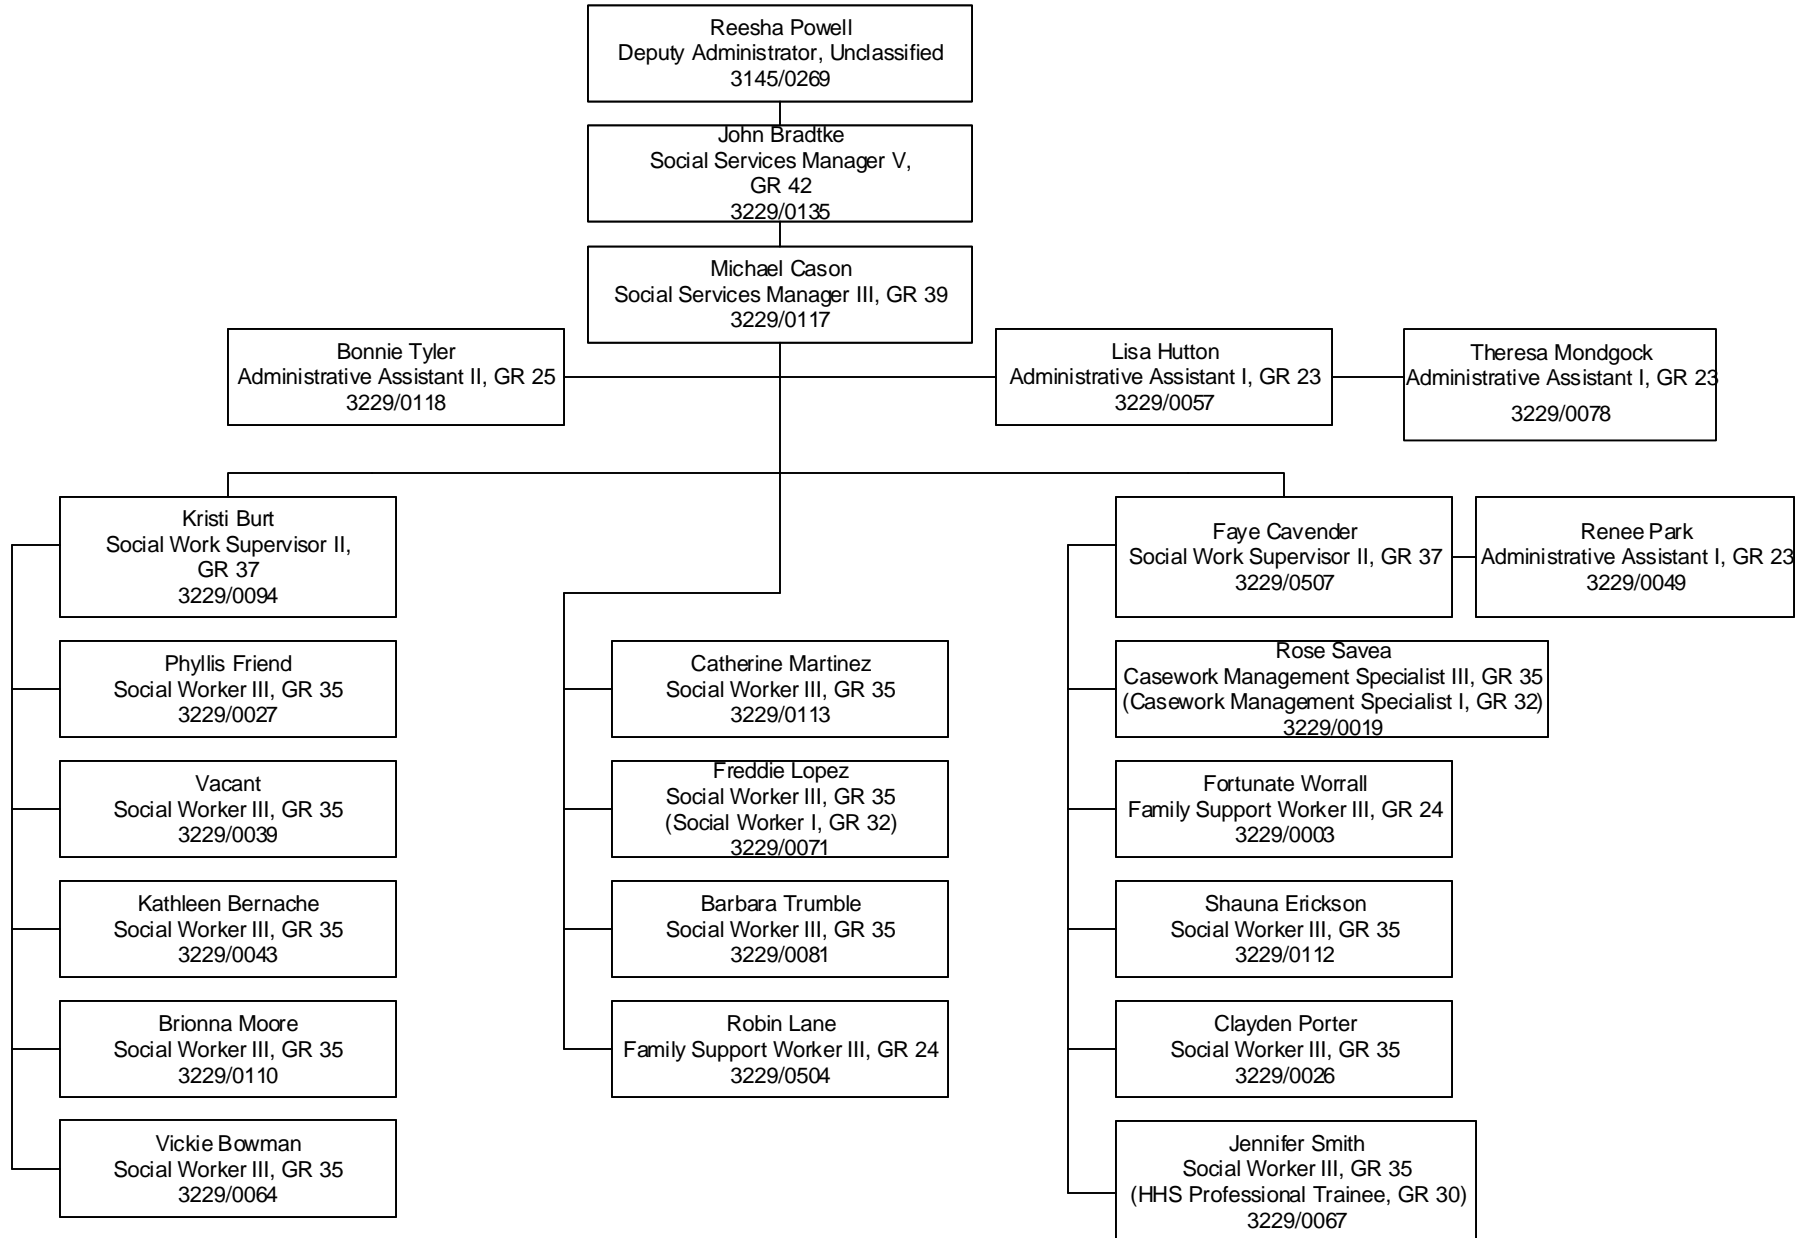 Reesha Powell
Deputy Administrator, Unclassified
3145/0269
John Bradtke
Social Services Manager V,
GR 42
3229/0135
Michael Cason
Social Services Manager III, GR 39
3229/0117
Bonnie Tyler
Administrative Assistant II, GR 25
3229/0118
Lisa Hutton
Administrative Assistant I, GR 23
3229/0057
Theresa Mondgock
Administrative Assistant I, GR 23
3229/0078
Kristi Burt
Social Work Supervisor II,
GR 37
3229/0094
Phyllis Friend
Social Worker III, GR 35
3229/0027
Vacant
Social Worker III, GR 35
3229/0039
Kathleen Bernache
Social Worker III, GR 35
3229/0043
Brionna Moore
Social Worker III, GR 35
3229/0110
Vickie Bowman
Social Worker III, GR 35
3229/0064
Catherine Martinez
Social Worker III, GR 35
3229/0113
Freddie Lopez
Social Worker III, GR 35
(Social Worker I, GR 32)
3229/0071
Barbara Trumble
Social Worker III, GR 35
3229/0081
Robin Lane
Family Support Worker III, GR 24
3229/0504
Faye Cavender
Social Work Supervisor II, GR 37
3229/0507
Renee Park
Administrative Assistant I, GR 23
3229/0049
Rose Savea
Casework Management Specialist III, GR 35
(Casework Management Specialist I, GR 32)
3229/0019
Fortunate Worrall
Family Support Worker III, GR 24
3229/0003
Shauna Erickson
Social Worker III, GR 35
3229/0112
Clayden Porter
Social Worker III, GR 35
3229/0026
Jennifer Smith
Social Worker III, GR 35
(HHS Professional Trainee, GR 30)
3229/0067